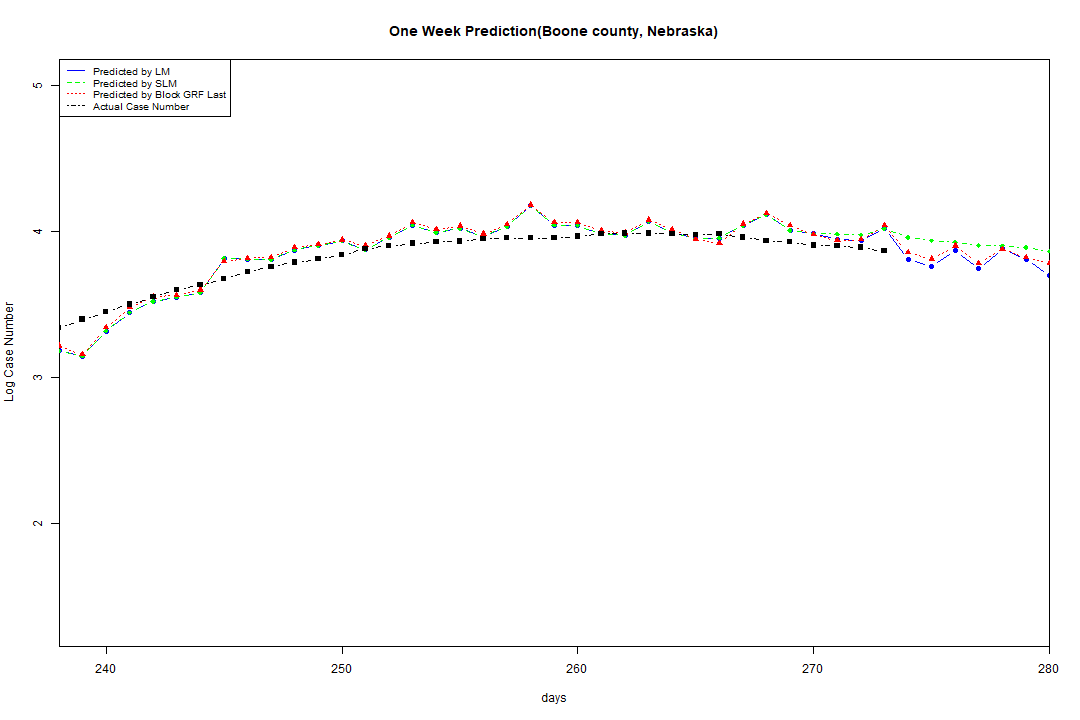 One Week Prediction(Boone county, Nebraska)
Predicted by LM
Predicted by SLM
Predicted by Block GRF Last
Actual Case Number
5
4
3
2
Log Case Number
240 250 260 270 280
days